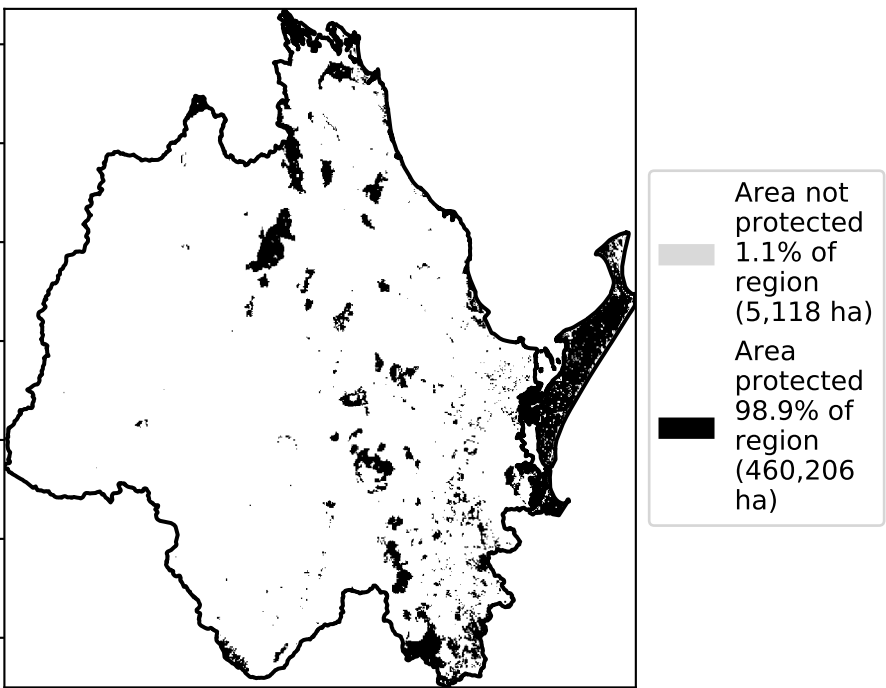 Area not
protected
1.1% of
region
(5,118 ha)
Area
protected
98.9% of
region
(460,206
ha)